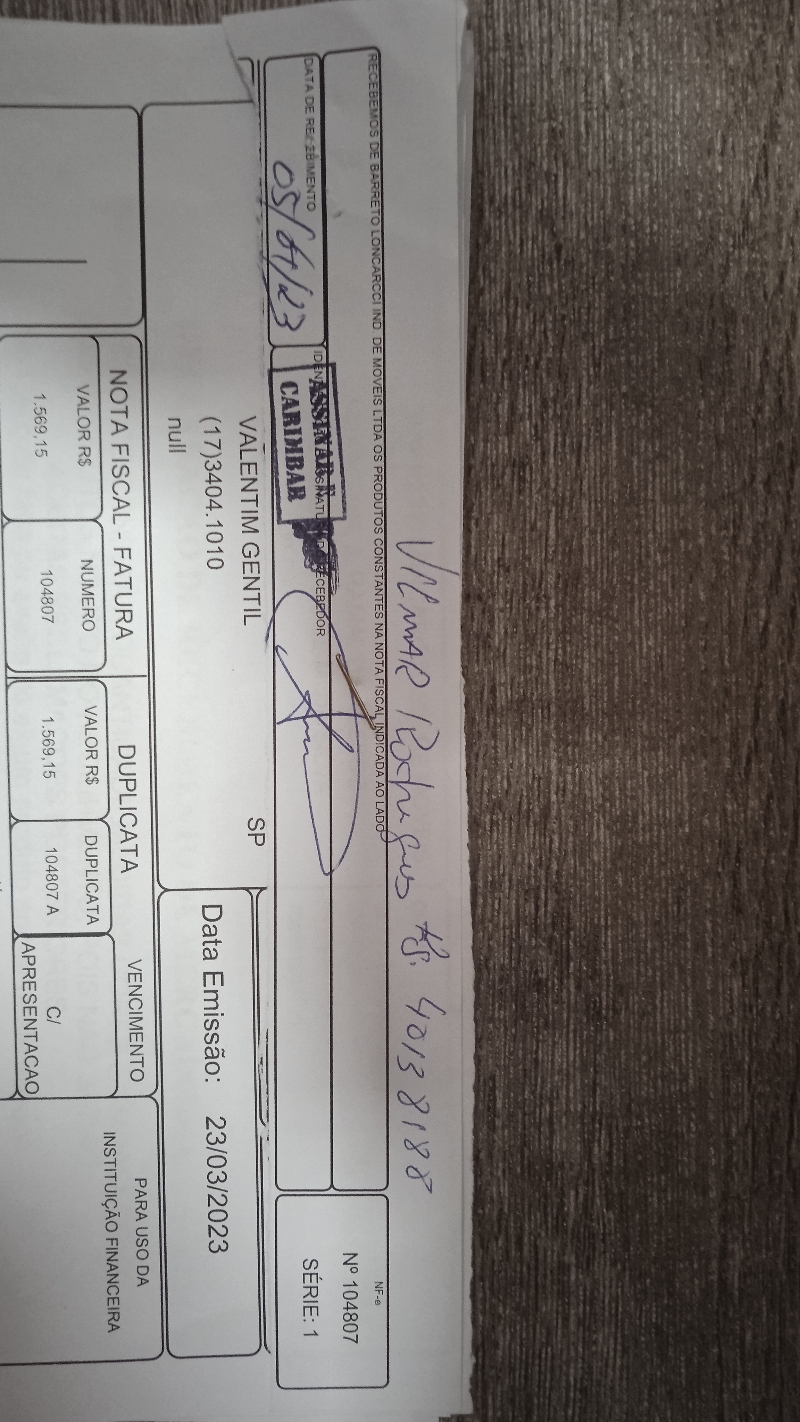 VilmAR Rodrigues Rg. 40138188
RECEBEMOS DE BARRETO LONCARCCI IND DE MOVEIS LTDA OS PRODUTOS CONSTANTES NA NOTA FISCAL INDICADA AO LADO
NF-e
Nº 104807
SÉRIE: 1
DATA DE RECEBIMENTO
05/04/23
ASSINAR E
CARIMBAR
RECEBEDOR
VALENTIM GENTIL SP
(17)3404.1010
null
Data Emissão: 23/03/2023
NOTA FISCAL - FATURA DUPLICATA VENCIMENTO
VALOR R$ NUMERO VALOR R$ DUPLICATA
1.569,15 104807 1.569,15 104807 A
C/
APRESENTACAO
PARA USO DA
INSTITUIÇÃO FINANCEIRA